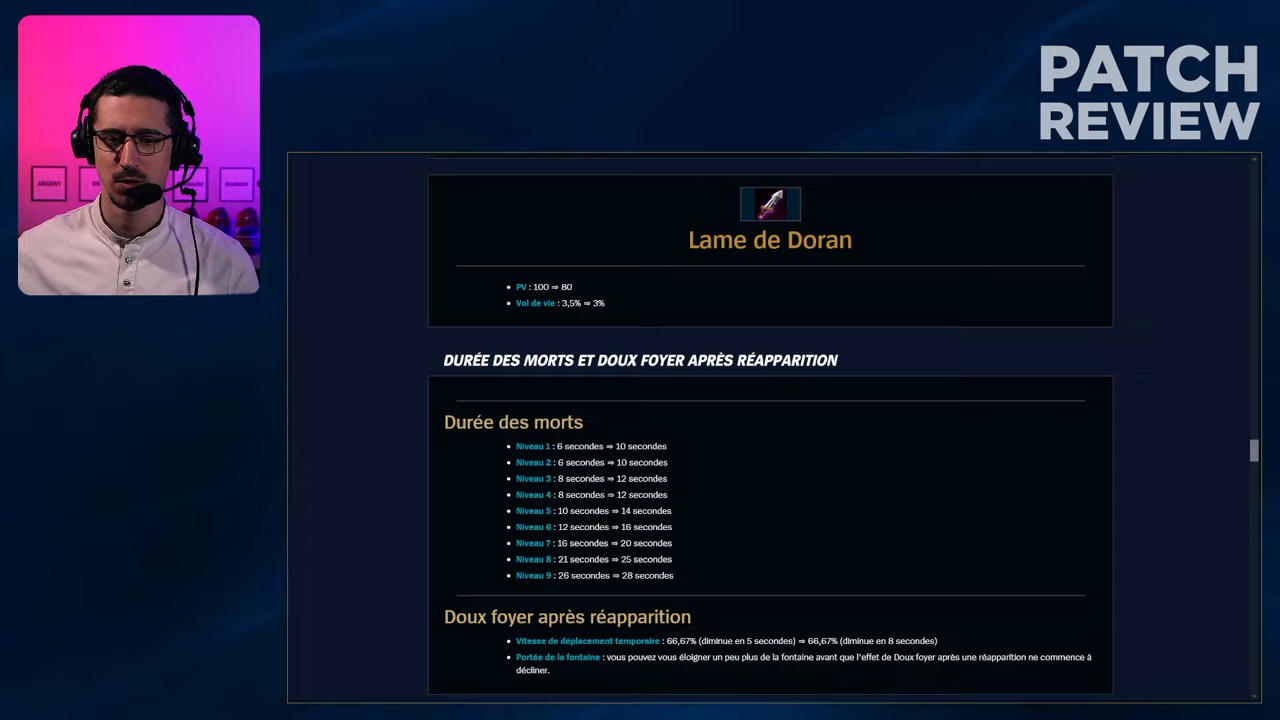 PATCH
REVIEW
ARGENT
Lame de Doran
PV : 100 ⇒ 80
Vol de vie : 3,5% ⇒ 3%
DURÉE DES MORTS ET DOUX FOYER APRÈS RÉAPPARITION
Durée des morts
Niveau 1 : 6 secondes ⇒ 10 secondes
Niveau 2 : 6 secondes ⇒ 10 secondes
Niveau 3 : 8 secondes ⇒ 12 secondes
Niveau 4 : 8 secondes ⇒ 12 secondes
Niveau 5 : 10 secondes ⇒ 14 secondes
Niveau 6 : 12 secondes ⇒ 16 secondes
Niveau 7 : 16 secondes ⇒ 20 secondes
Niveau 8 : 21 secondes ⇒ 25 secondes
Niveau 9 : 26 secondes ⇒ 28 secondes
Doux foyer après réapparition
Vitesse de déplacement temporaire : 66,67% (diminue en 5 secondes) ⇒ 66,67% (diminue en 8 secondes)
Portée de la fontaine : vous pouvez vous éloigner un peu plus de la fontaine avant que l'effet de Doux foyer après une réapparition ne commence à
décliner.